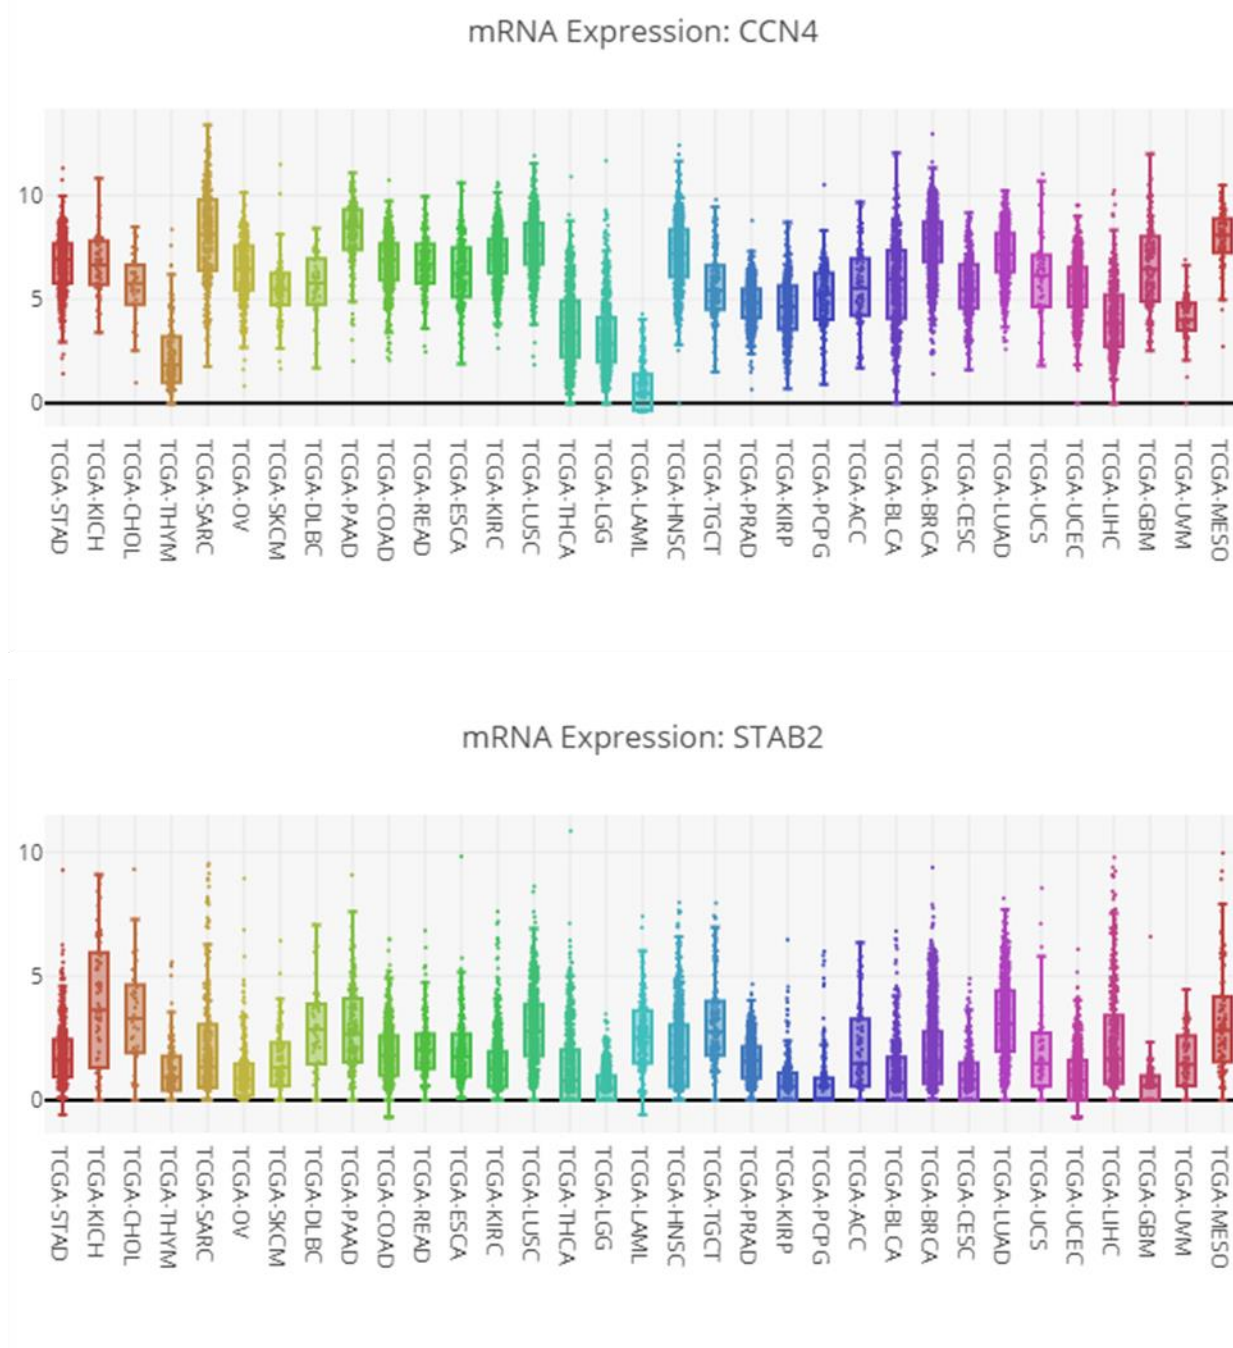 mRNA Expression: CCN4
10
5
0
TCGA-STAD
TCGA-KICH
TCGA-CHOL
TCGA-THYM
TCGA-SARC
TCGA-OV
TCGA-SKCM
TCGA-DLBC
TCGA-PAAD
TCGA-COAD
TCGA-READ
TCGA-ESCA
TCGA-KIRC
TCGA-LUSC
TCGA-THCA
TCGA-LGG
TCGA-LAML
TCGA-HNSC
TCGA-TGCT
TCGA-PRAD
TCGA-KIRP
TCGA-PCPG
TCGA-ACC
TCGA-BLCA
TCGA-BRCA
TCGA-CESC
TCGA-LUAD
TCGA-UCS
TCGA-UCEC
TCGA-LIHC
TCGA-GBM
TCGA-UVM
TCGA-MESO
mRNA Expression: STAB2
10
5
0
TCGA-STAD
TCGA-KICH
TCGA-CHOL
TCGA-THYM
TCGA-SARC
TCGA-OV
TCGA-SKCM
TCGA-DLBC
TCGA-PAAD
TCGA-COAD
TCGA-READ
TCGA-ESCA
TCGA-KIRC
TCGA-LUSC
TCGA-THCA
TCGA-LGG
TCGA-LAML
TCGA-HNSC
TCGA-TGCT
TCGA-PRAD
TCGA-KIRP
TCGA-PCPG
TCGA-ACC
TCGA-BLCA
TCGA-BRCA
TCGA-CESC
TCGA-LUAD
TCGA-UCS
TCGA-UCEC
TCGA-LIHC
TCGA-GBM
TCGA-UVM
TCGA-MESO